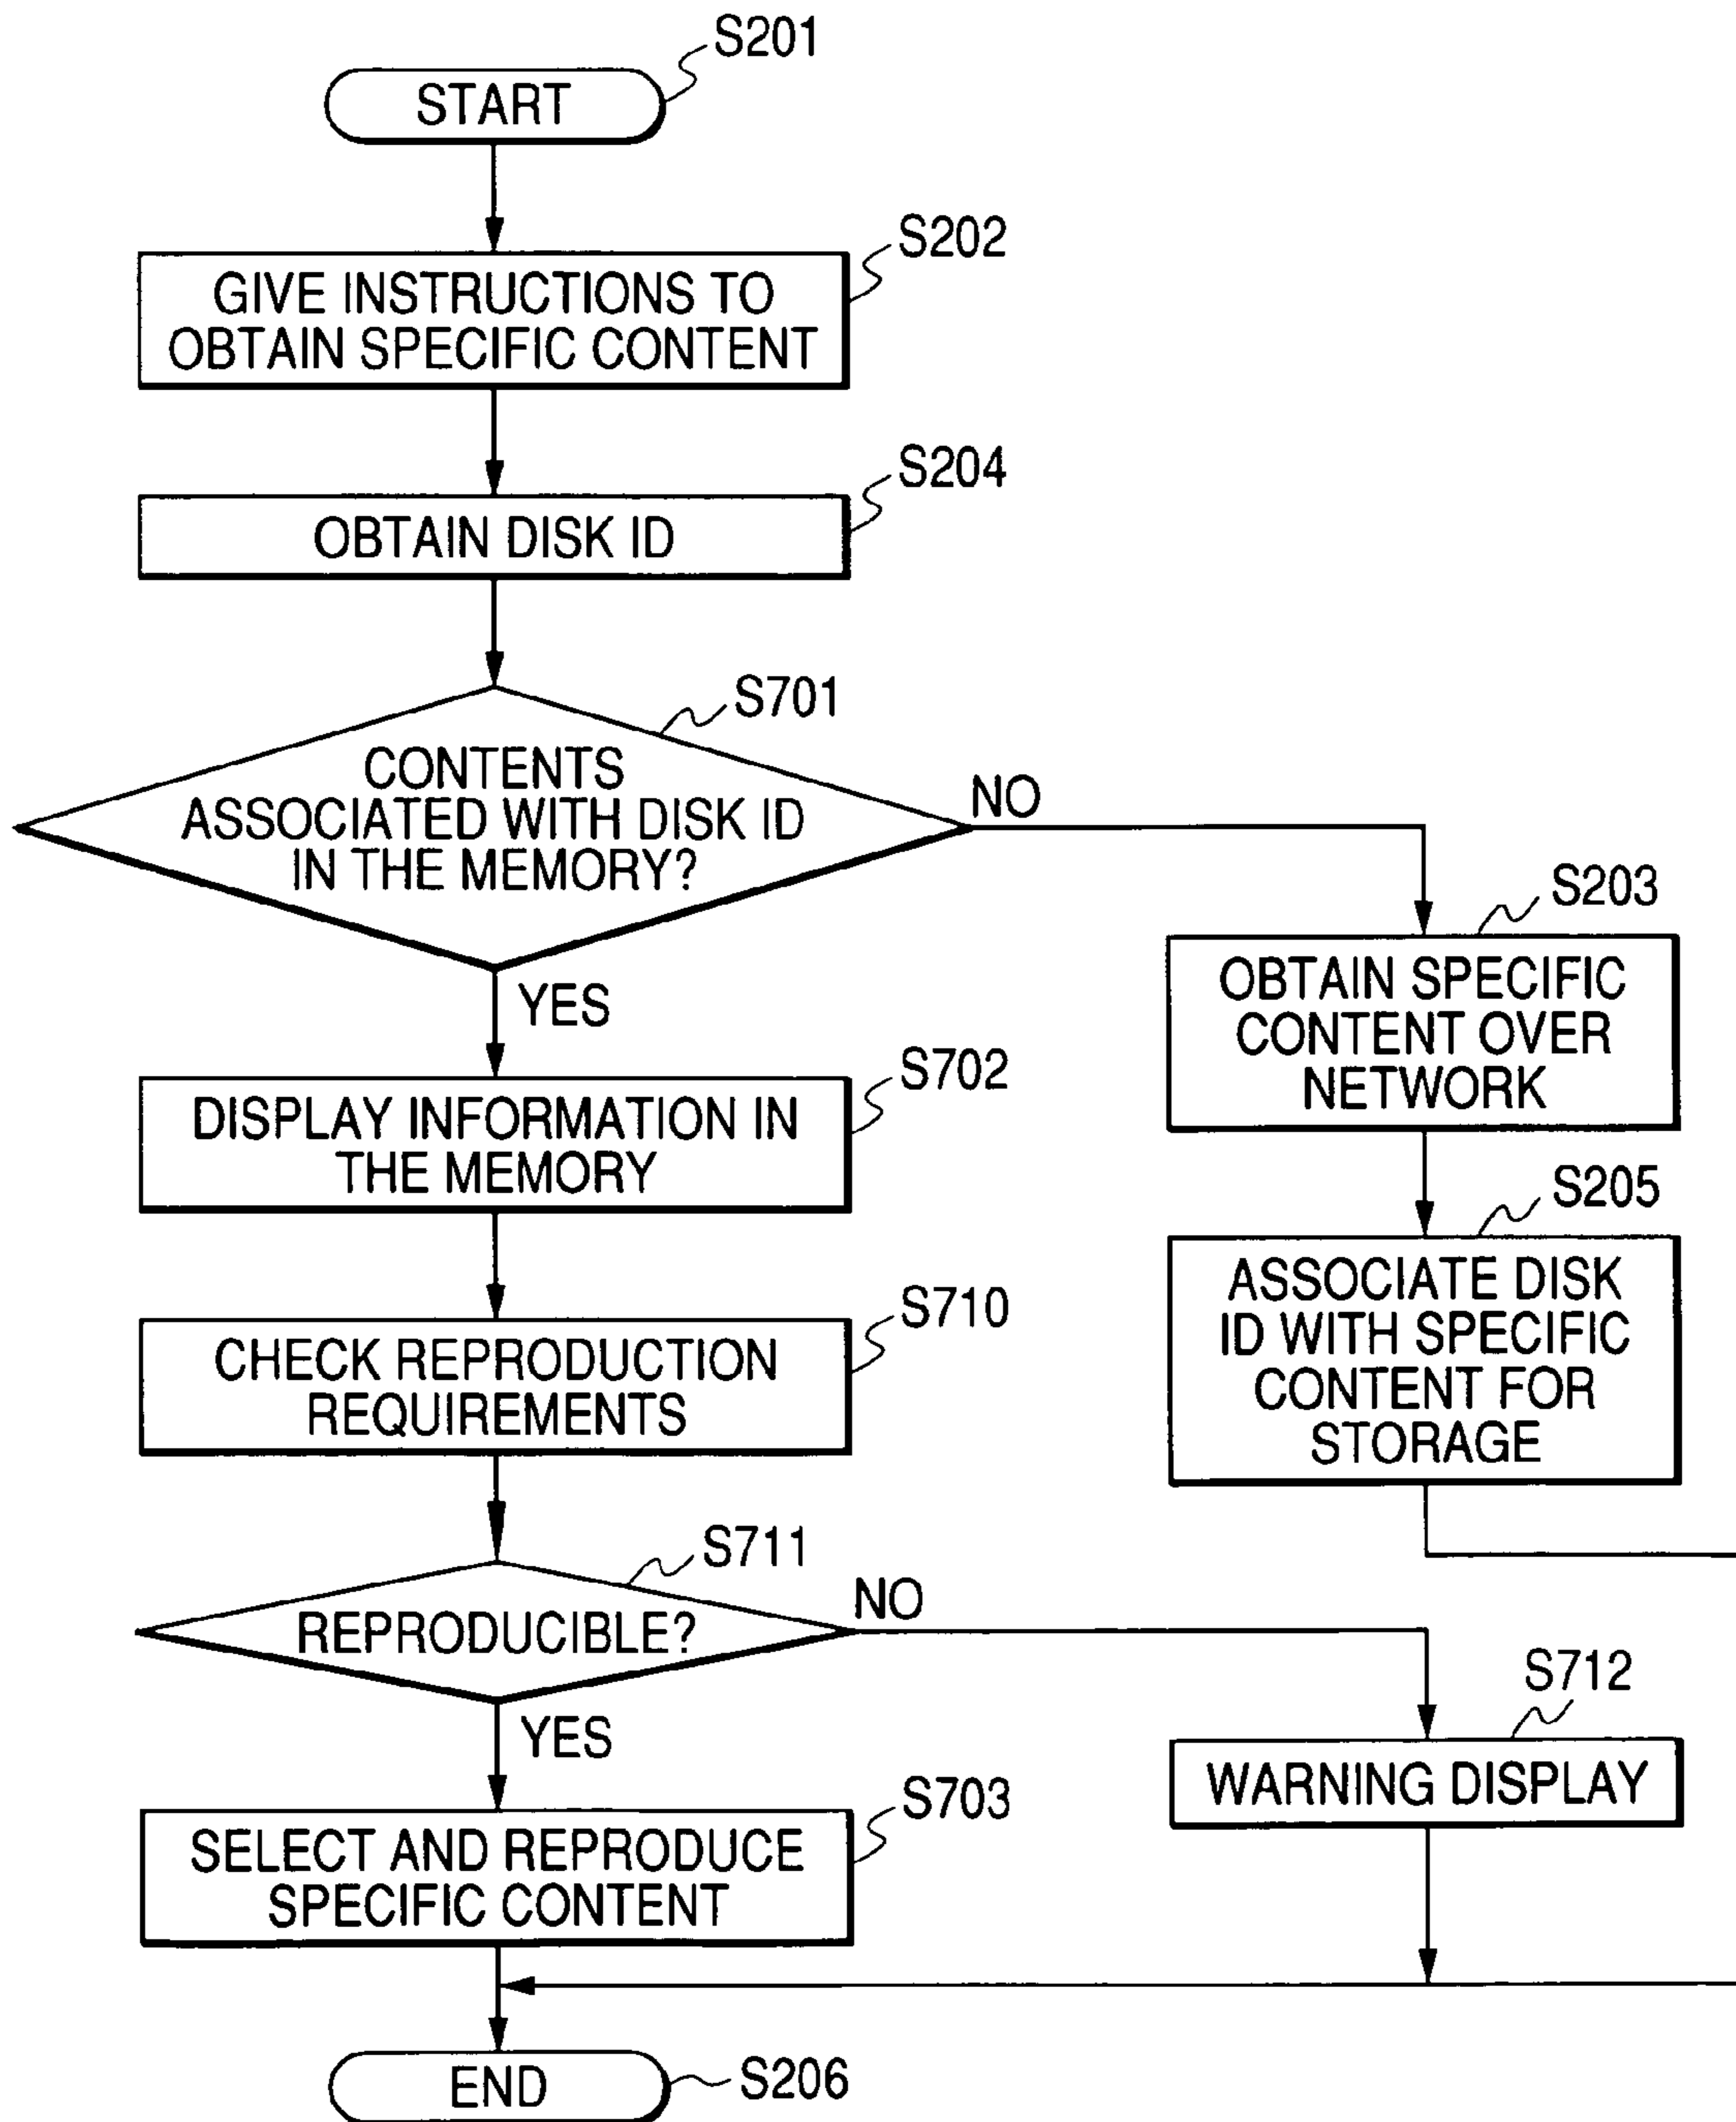 S201
START
S202
GIVE INSTRUCTIONS TO
OBTAIN SPECIFIC CONTENT
S204
OBTAIN DISK ID
S701
CONTENTS
ASSOCIATED WITH DISK ID
IN THE MEMORY?
NO
YES
S203
OBTAIN SPECIFIC
CONTENT OVER
NETWORK
S702
DISPLAY INFORMATION IN
THE MEMORY
S205
ASSOCIATE DISK
ID WITH SPECIFIC
CONTENT FOR
STORAGE
S710
CHECK REPRODUCTION
REQUIREMENTS
S711
REPRODUCIBLE?
NO
YES
S712
WARNING DISPLAY
S703
SELECT AND REPRODUCE
SPECIFIC CONTENT
END
S206